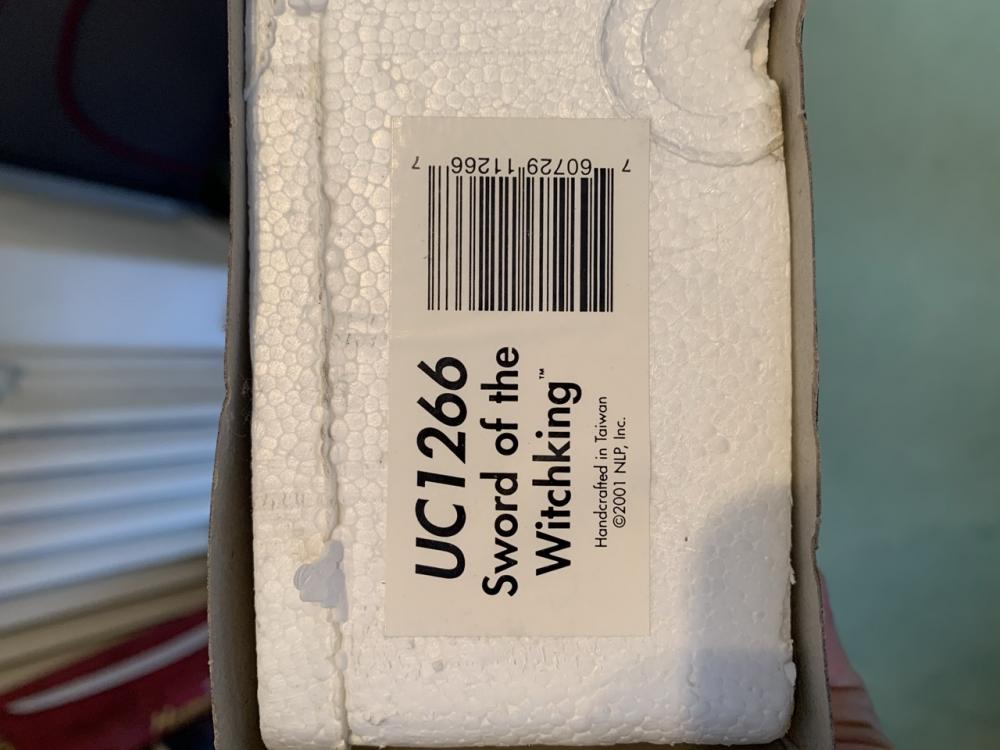 UC1266
Sword of the
Witchking™
Handcrafted in Taiwan
©2001 NLP, Inc.
7 60729 11266 7